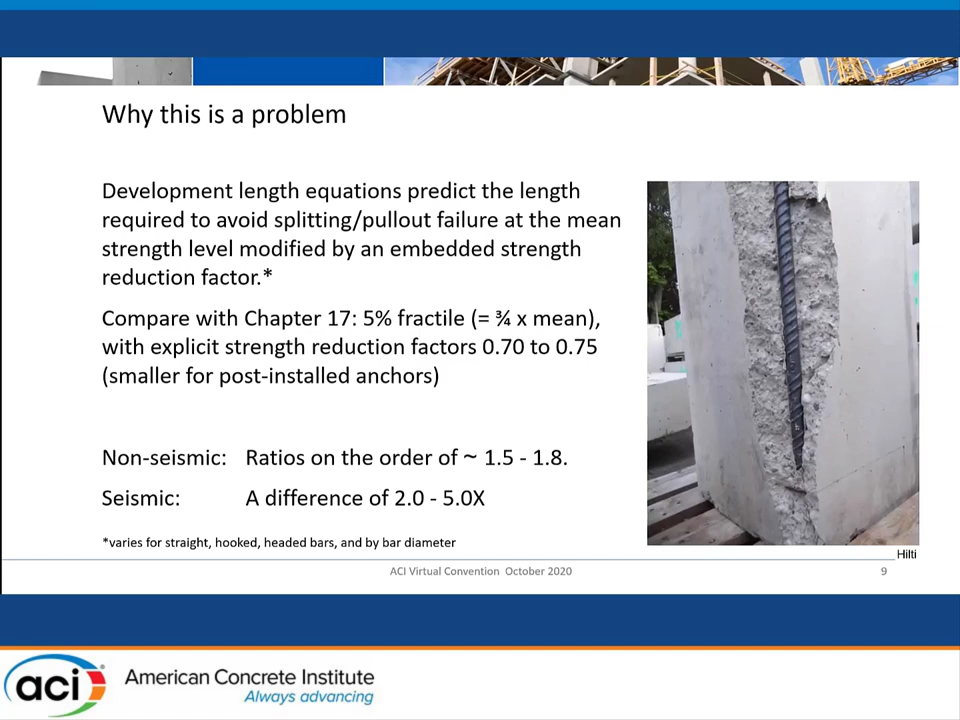 Why this is a problem
Development length equations predict the length
required to avoid splitting/pullout failure at the mean
strength level modified by an embedded strength
reduction factor.*
Compare with Chapter 17: 5% fractile (= ¾ x mean),
with explicit strength reduction factors 0.70 to 0.75
(smaller for post-installed anchors)
Non-seismic: Ratios on the order of ~ 1.5 - 1.8.
Seismic: A difference of 2.0 - 5.0X
*varies for straight, hooked, headed bars, and by bar diameter
Hilti
ACI Virtual Convention October 2020 9
aci American Concrete Institute
Always advancing